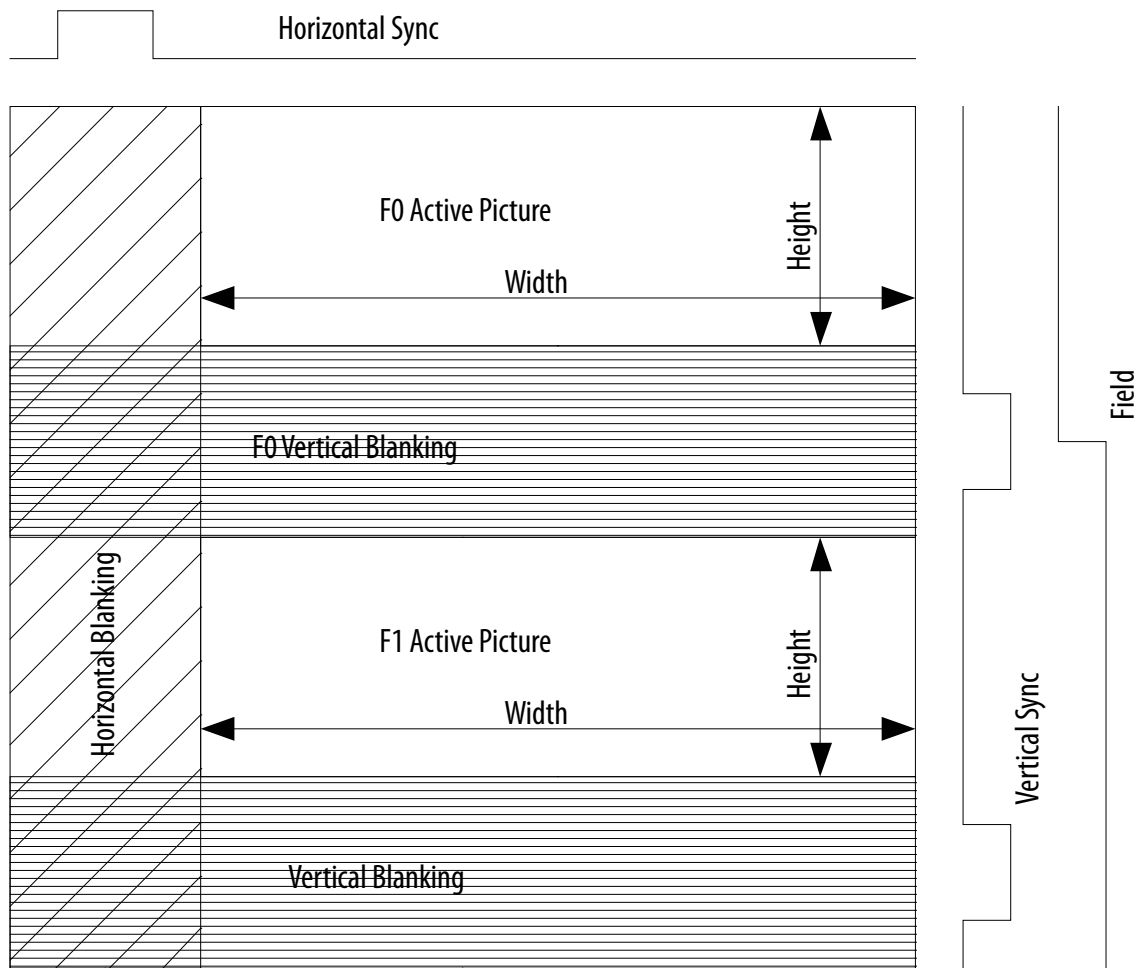 Horizontal Sync
F0 Active Picture
Height
Width
Field
F0 Vertical Blanking
Horizontal Blanking
F1 Active Picture
Height
Width
Vertical Sync
Vertical Blanking